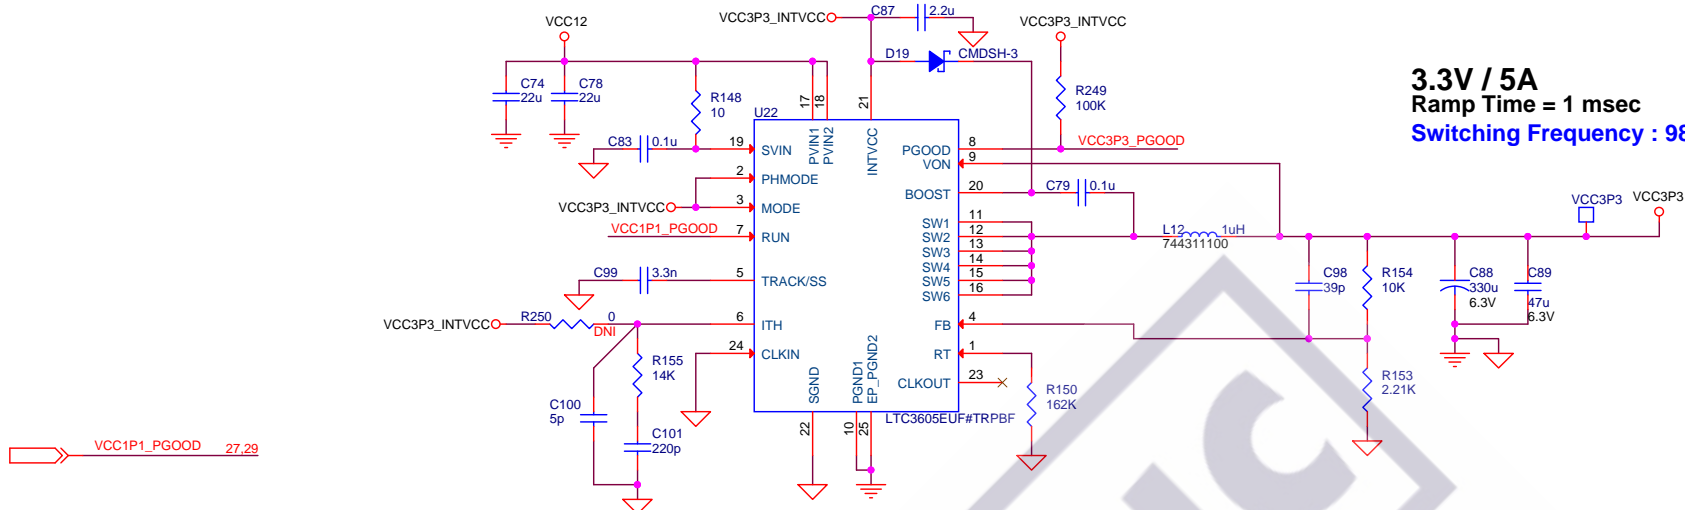 VCC3P3_INTVCC
C87
2.2u
VCC12
VCC3P3_INTVCC
D19
CMDSH-3
3.3V / 5A
Ramp Time = 1 msec
Switching Frequency : 98
C74
22u
C78
22u
R148
10
17
18
21
R249
100K
U22
PVIN1
PVIN2
INTVCC
C83
0.1u
19
SVIN
PGOOD
8
VCC3P3_PGOOD
VON
9
2
PHMODE
BOOST
20
C79
0.1u
VCC3P3_INTVCC
3
MODE
VCC3P3
VCC3P3
SW1
11
VCC1P1_PGOOD
7
RUN
SW2
12
L12
1uH
744311100
SW3
13
SW4
14
C99
3.3n
5
TRACK/SS
SW5
15
SW6
16
C98
39p
R154
10K
C88
330u
6.3V
C89
47u
6.3V
VCC3P3_INTVCC
R250
0
DNI
6
ITH
FB
4
24
CLKIN
RT
1
R155
14K
SGND
PGND1
EP_PGND2
CLKOUT
23
R150
162K
R153
2.21K
C100
5p
LTC3605EUF#TRPBF
C101
220p
22
10
25
VCC1P1_PGOOD
27,29